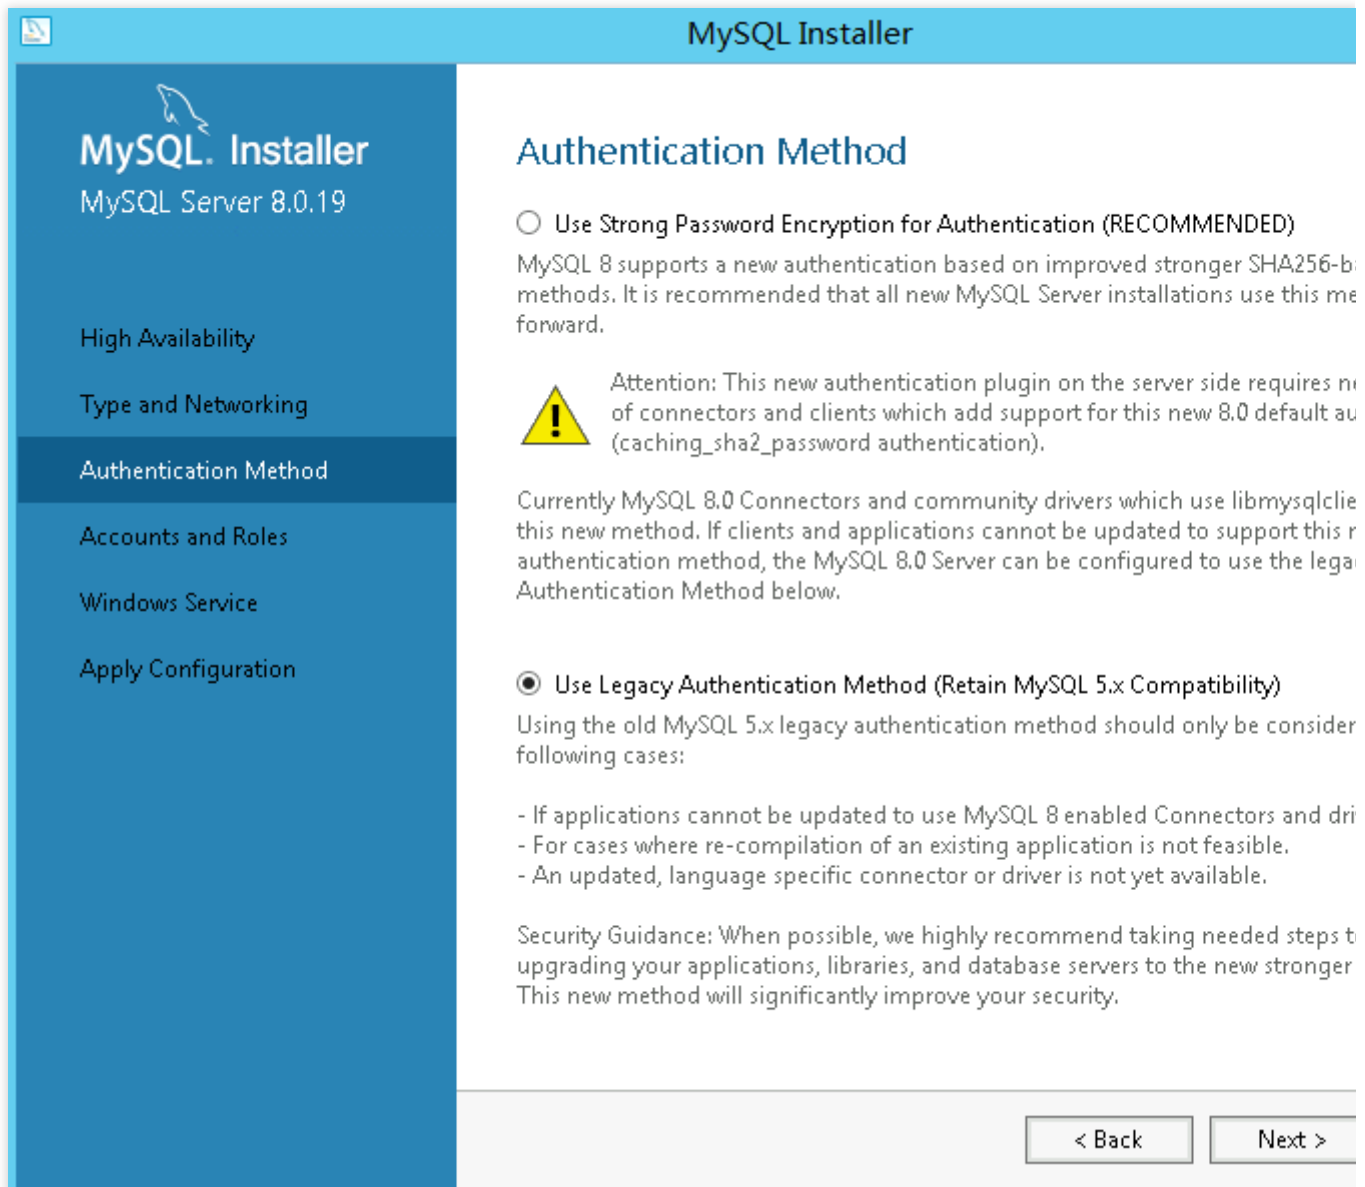 MySQL Installer
MySQL. Installer
MySQL Server 8.0.19
High Availability
Type and Networking
Authentication Method
Accounts and Roles
Windows Service
Apply Configuration
Authentication Method
Use Strong Password Encryption for Authentication (RECOMMENDED)
MySQL 8 supports a new authentication based on improved stronger
methods. It is recommended that all new MySQL Server installations use this
forward.
Attention: This new authentication plugin on the server side requires
of connectors and clients which add support for this new 8.0 default
(caching_sha2_password authentication).
Currently MySQL 8.0 Connectors and community drivers which use
this new method. If clients and applications cannot be updated to support this
authentication method, the MySQL 8.0 Server can be configured to use the
Authentication Method below.
Use Legacy Authentication Method (Retain MySQL 5.x Compatibility)
Using the old MySQL 5.x legacy authentication method should only be
following cases:
- If applications cannot be updated to use MySQL 8 enabled Connectors and
- For cases where re-compilation of an existing application is not feasible.
- An updated, language specific connector or driver is not yet available.
Security Guidance: When possible, we highly recommend taking needed steps
upgrading your applications, libraries, and database servers to the new stronger
This new method will significantly improve your security.
< Back
Next >